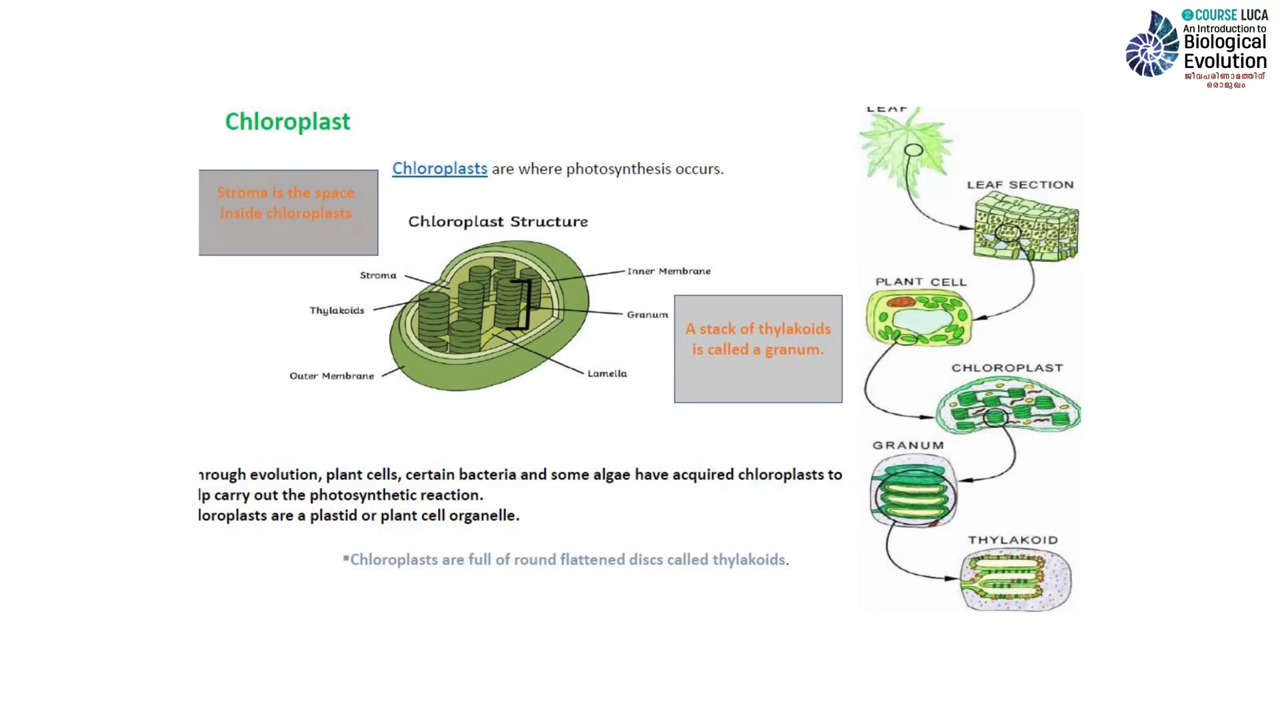 COURSE LUCA
An Introduction to
Biological
Evolution
ജീവപരിണാമത്തിന്
ഒരാമുഖം
Chloroplast
Chloroplasts are where photosynthesis occurs.
Stroma is the space
inside chloroplasts
Chloroplast Structure
Stroma
Thylakoids
Outer Membrane
Inner Membrane
Granum
Lamella
A stack of thylakoids
is called a granum.
hrough evolution, plant cells, certain bacteria and some algae have acquired chloroplasts to
lp carry out the photosynthetic reaction.
loroplasts are a plastid or plant cell organelle.
▪Chloroplasts are full of round flattened discs called thylakoids.
LEAF
LEAF SECTION
PLANT CELL
CHLOROPLAST
GRANUM
THYLAKOID